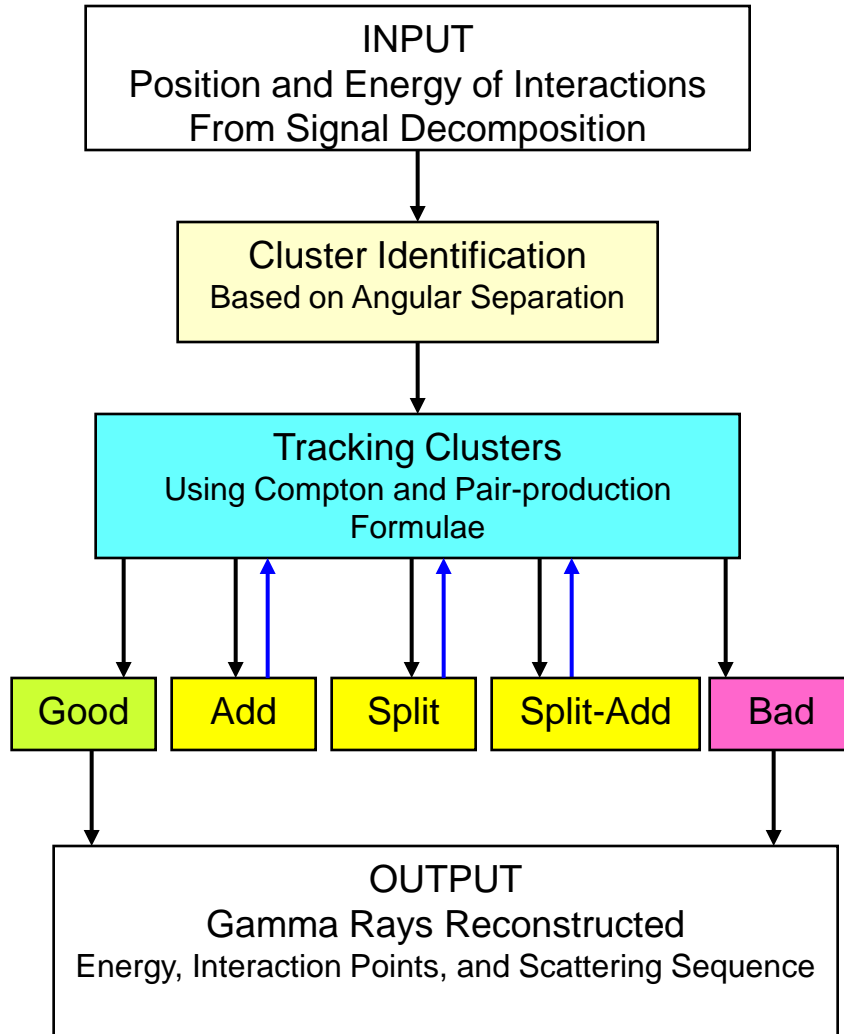 INPUT
Position and Energy of Interactions
From Signal Decomposition
Cluster Identification
Based on Angular Separation
Tracking Clusters
Using Compton and Pair-production
Formulae
Good
Add
Split
Split-Add
Bad
OUTPUT
Gamma Rays Reconstructed
Energy, Interaction Points, and Scattering Sequence